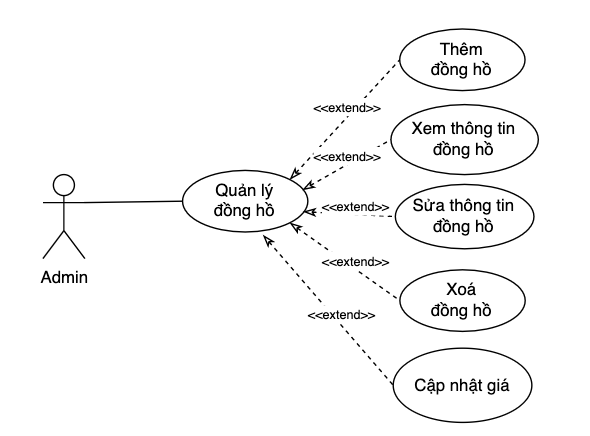 Thêm
đồng hồ
<<extend>>
Xem thông tin
đồng hồ
<<extend>>
Quản lý
đồng hồ
<<extend>>
Sửa thông tin
đồng hồ
Admin
<<extend>>
Xoá
đồng hồ
<<extend>>
Cập nhật giá